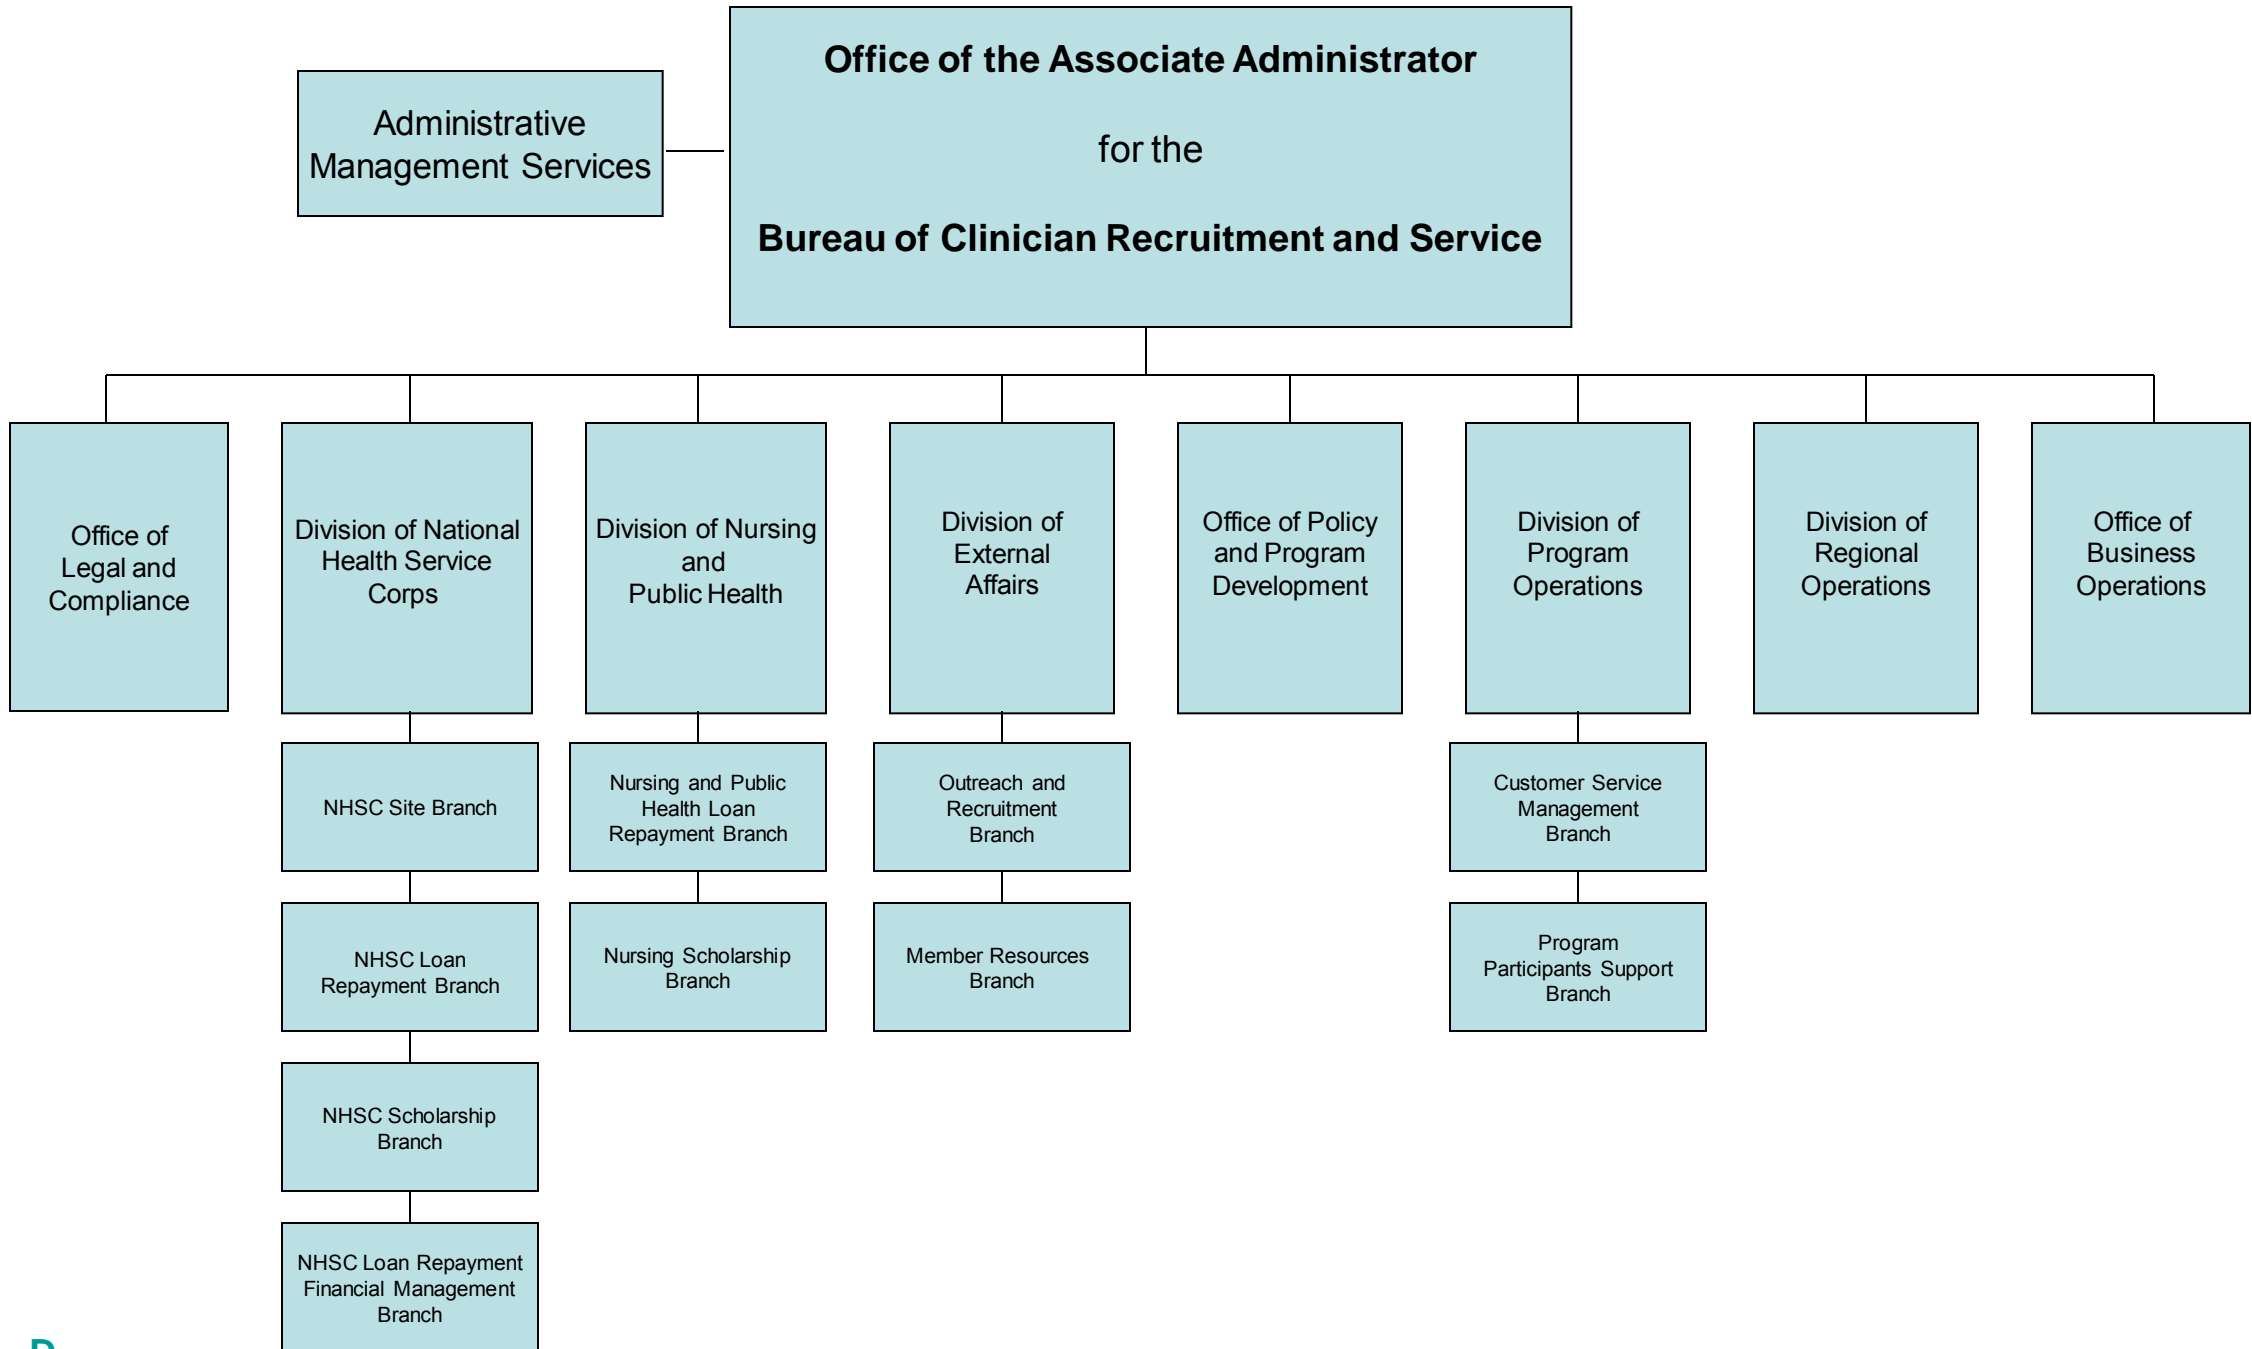 Office of the Associate Administrator
for the
Bureau of Clinician Recruitment and Service
Administrative
Management Services
Office of
Legal and
Compliance
Division of National
Health Service
Corps
Division of Nursing
and
Public Health
Division of
External
Affairs
Office of Policy
and Program
Development
Division of
Program
Operations
Division of
Regional
Operations
Office of
Business
Operations
NHSC Site Branch
Nursing and Public
Health Loan
Repayment Branch
Outreach and
Recruitment
Branch
Customer Service
Management
Branch
NHSC Loan
Repayment Branch
Nursing Scholarship
Branch
Member Resources
Branch
Program
Participants Support
Branch
NHSC Scholarship
Branch
NHSC Loan Repayment
Financial Management
Branch